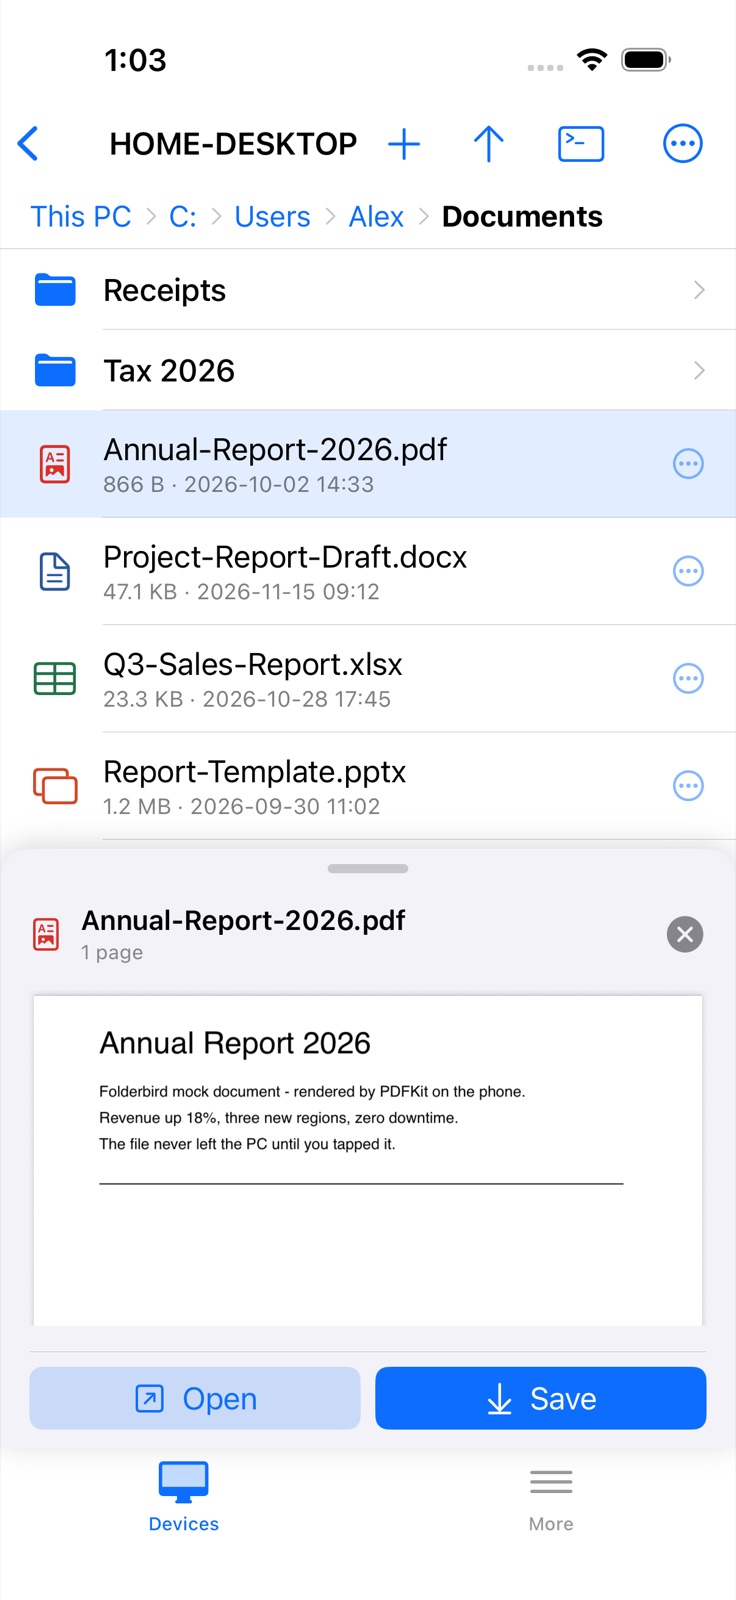 1:03
HOME-DESKTOP
This PC > C: > Users > Alex > Documents
Receipts
Tax 2026
Annual-Report-2026.pdf
866 B · 2026-10-02 14:33
Project-Report-Draft.docx
47.1 KB · 2026-11-15 09:12
Q3-Sales-Report.xlsx
23.3 KB · 2026-10-28 17:45
Report-Template.pptx
1.2 MB · 2026-09-30 11:02
Annual-Report-2026.pdf
1 page
Annual Report 2026
Folderbird mock document - rendered by PDFKit on the phone.
Revenue up 18%, three new regions, zero downtime.
The file never left the PC until you tapped it.
Open
Save
Devices
More